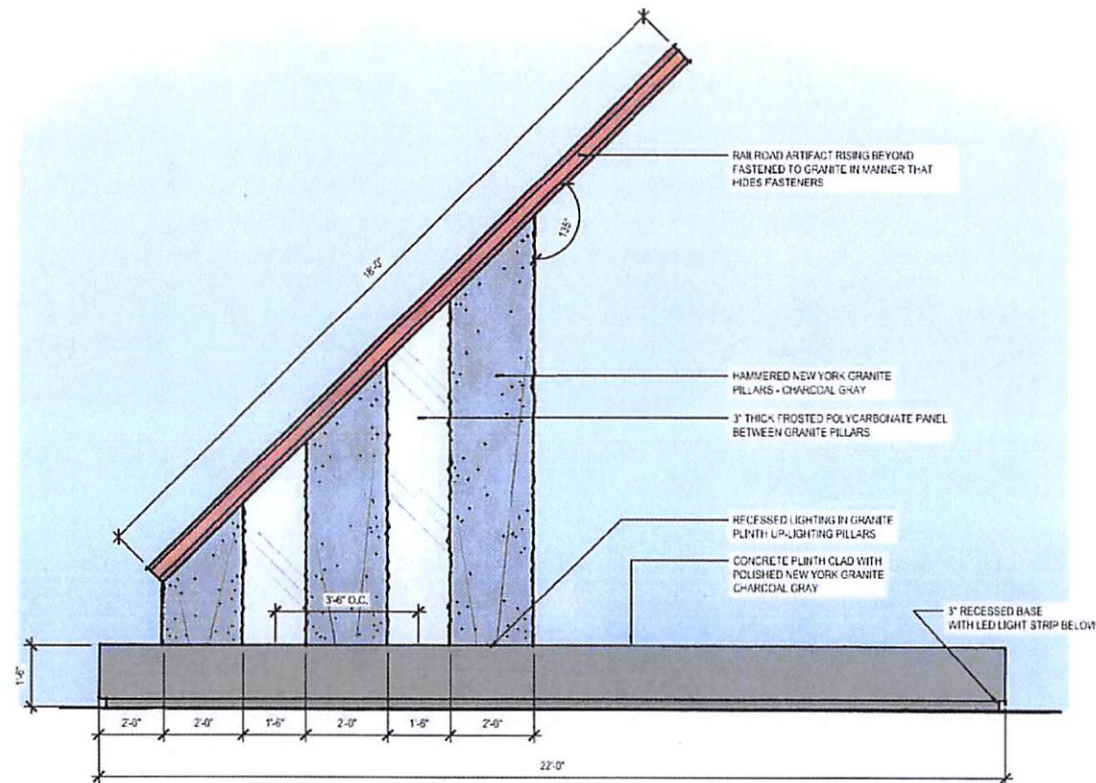 RAILROAD ARTIFACT RISING BEYOND
FASTENED TO GRANITE IN MANNER THAT
HIDES FASTENERS
135°
18'-0"
HAMMERED NEW YORK GRANITE
PILLARS - CHARCOAL GRAY
3" THICK FROSTED POLYCARBONATE PANEL
BETWEEN GRANITE PILLARS
RECESSED LIGHTING IN GRANITE
PLINTH UP-LIGHTING PILLARS
CONCRETE PLINTH CLAD WITH
POLISHED NEW YORK GRANITE
CHARCOAL GRAY
3'-6" O.C.
3" RECESSED BASE
WITH LED LIGHT STRIP BELOW
1'-6"
2'-0" 2'-0" 1'-6" 2'-0" 1'-6" 2'-0"
22'-0"